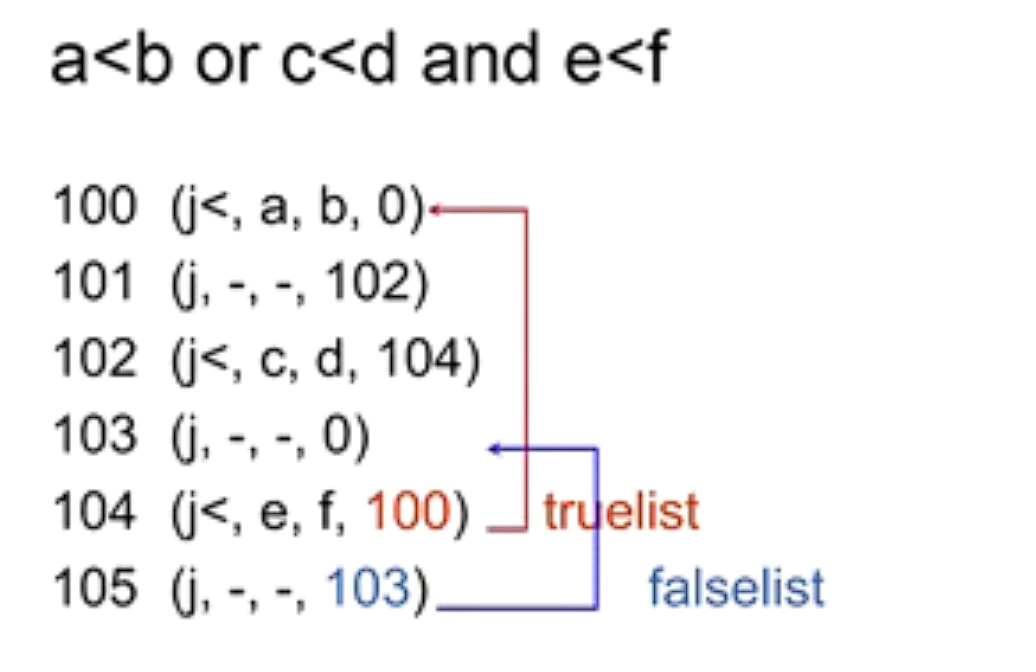 a<b or c<d and e<f
100 (j<, a, b, 0)
101 (j, -, -, 102)
102 (j<, c, d, 104)
103 (j, -, -, 0)
104 (j<, e, f, 100) truelist
105 (j, -, -, 103) falselist